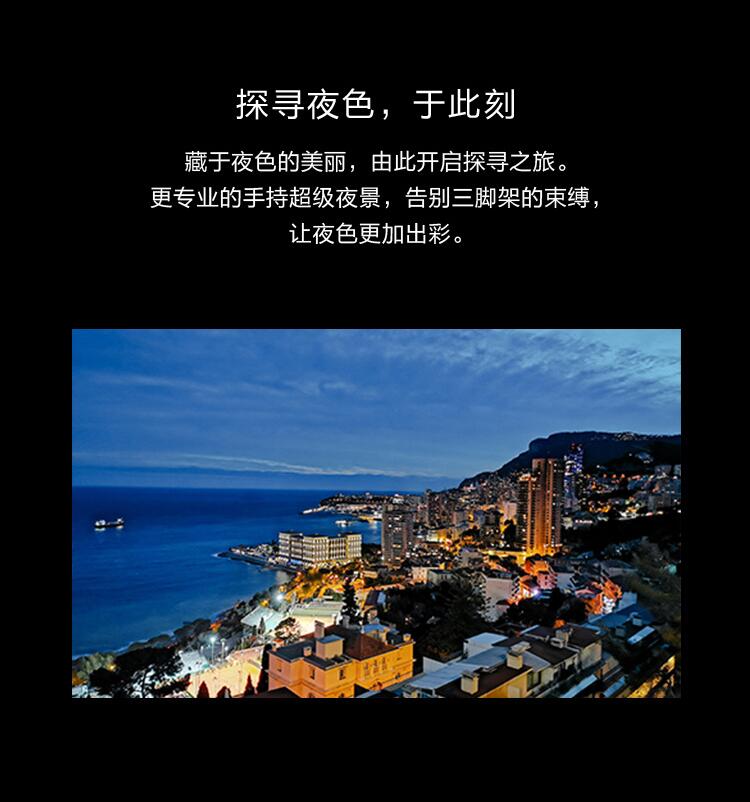 探寻夜色，于此刻
藏于夜色的美丽，由此开启探寻之旅。
更专业的手持超级夜景，告别三脚架的束缚，
让夜色更加出彩。